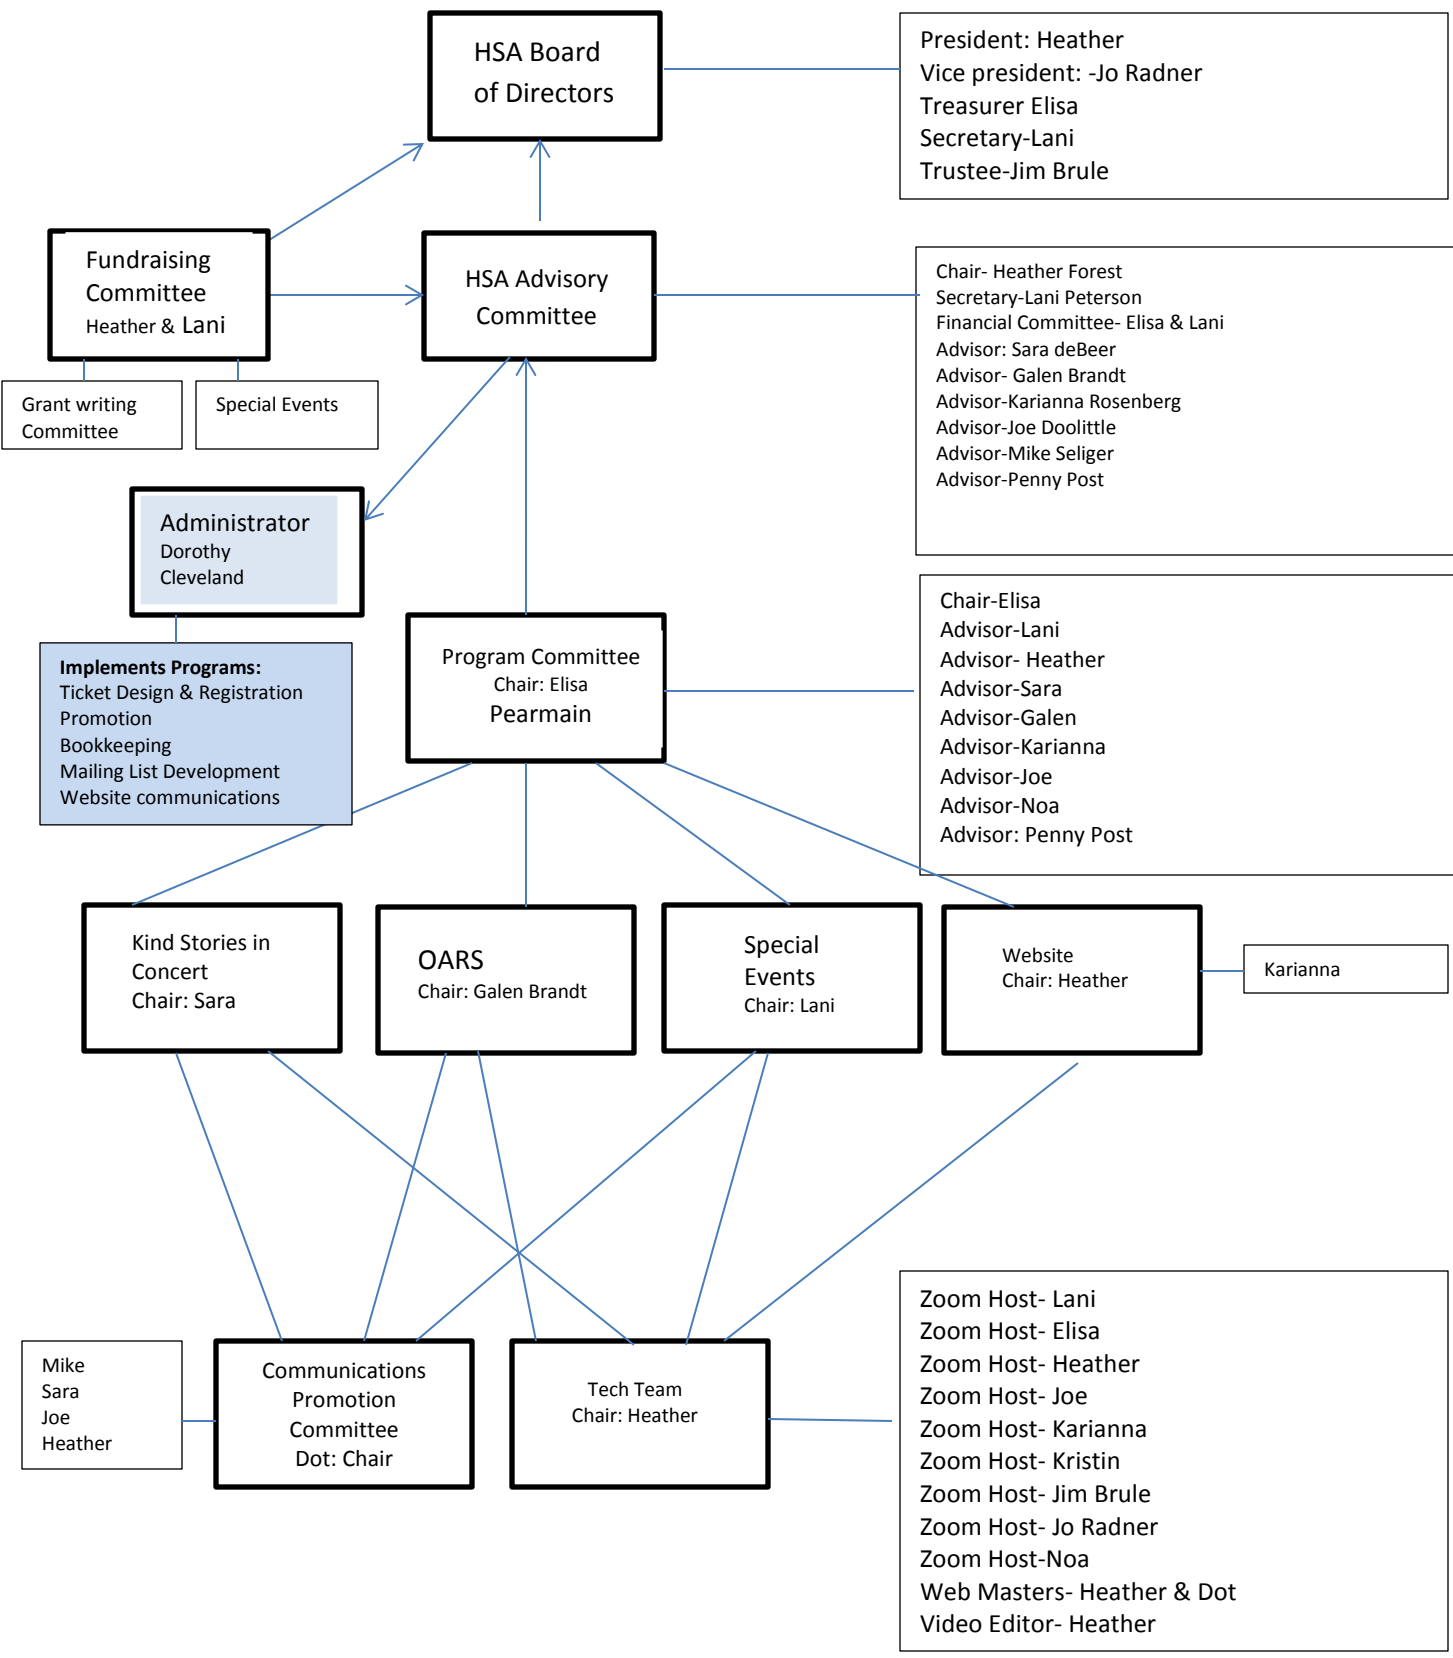 HSA Board
of Directors
President: Heather
Vice president: -Jo Radner
Treasurer Elisa
Secretary-Lani
Trustee-Jim Brule
Fundraising
Committee
Heather & Lani
HSA Advisory
Committee
Chair- Heather Forest
Secretary-Lani Peterson
Financial Committee- Elisa & Lani
Advisor: Sara deBeer
Advisor- Galen Brandt
Advisor-Karianna Rosenberg
Advisor-Joe Doolittle
Advisor-Mike Seliger
Advisor-Penny Post
Grant writing
Committee
Special Events
Administrator
Dorothy
Cleveland
Implements Programs:
Ticket Design & Registration
Promotion
Bookkeeping
Mailing List Development
Website communications
Program Committee
Chair: Elisa
Pearmain
Chair-Elisa
Advisor-Lani
Advisor- Heather
Advisor-Sara
Advisor-Galen
Advisor-Karianna
Advisor-Joe
Advisor-Noa
Advisor: Penny Post
Kind Stories in
Concert
Chair: Sara
OARS
Chair: Galen Brandt
Special
Events
Chair: Lani
Website
Chair: Heather
Karianna
Mike
Sara
Joe
Heather
Communications
Promotion
Committee
Dot: Chair
Tech Team
Chair: Heather
Zoom Host- Lani
Zoom Host- Elisa
Zoom Host- Heather
Zoom Host- Joe
Zoom Host- Karianna
Zoom Host- Kristin
Zoom Host- Jim Brule
Zoom Host- Jo Radner
Zoom Host-Noa
Web Masters- Heather & Dot
Video Editor- Heather